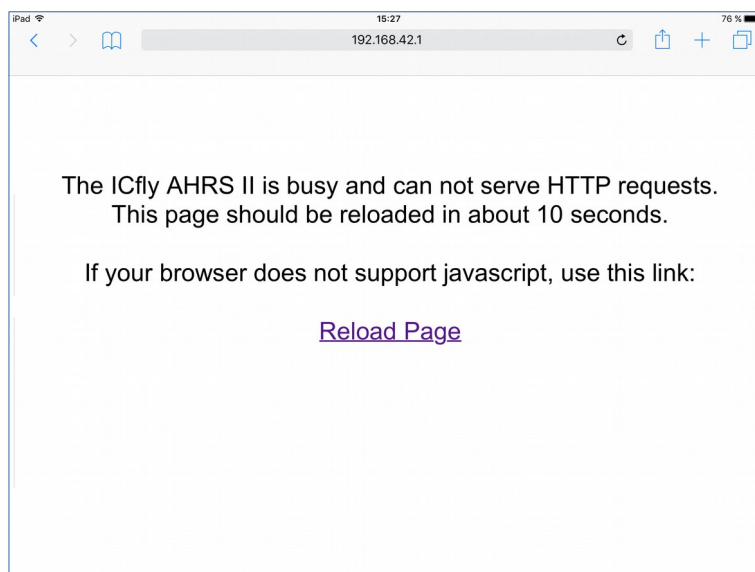 iPad 15:27 76 %
192.168.42.1
The ICfly AHRS II is busy and can not serve HTTP requests.
This page should be reloaded in about 10 seconds.
If your browser does not support javascript, use this link:
Reload Page